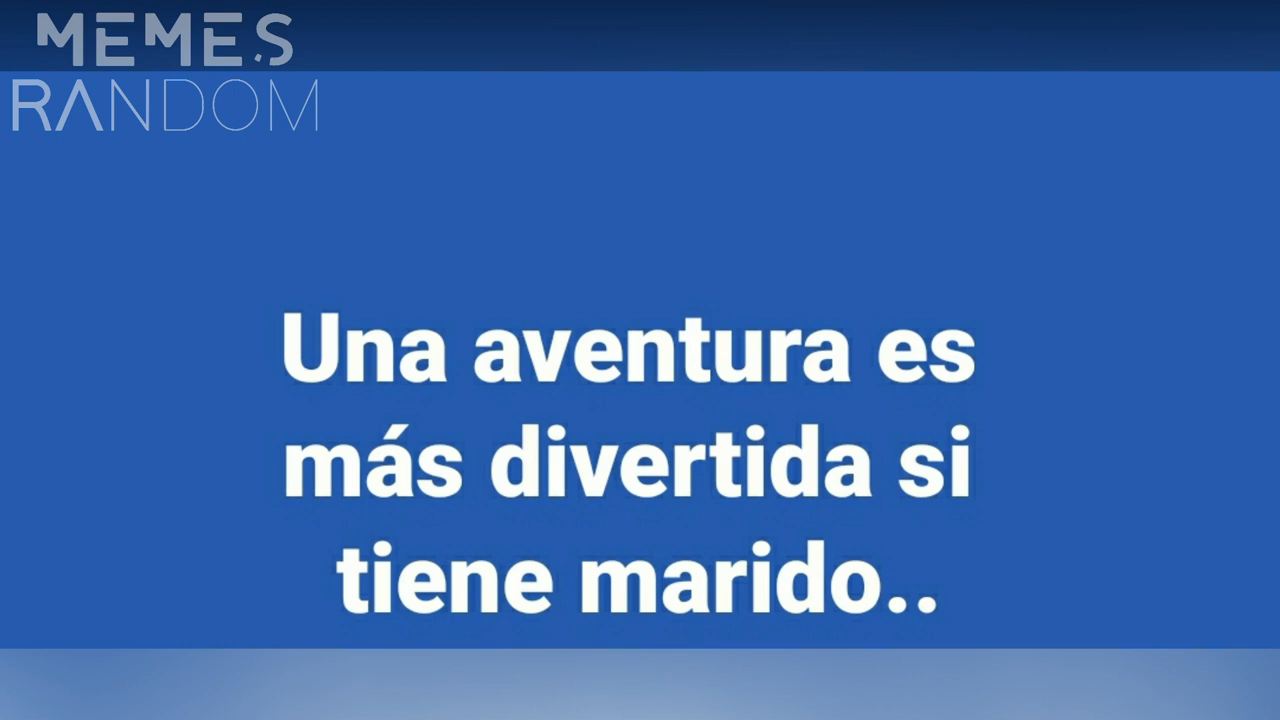 MEMES
RANDOM
Una aventura es
más divertida si
tiene marido..